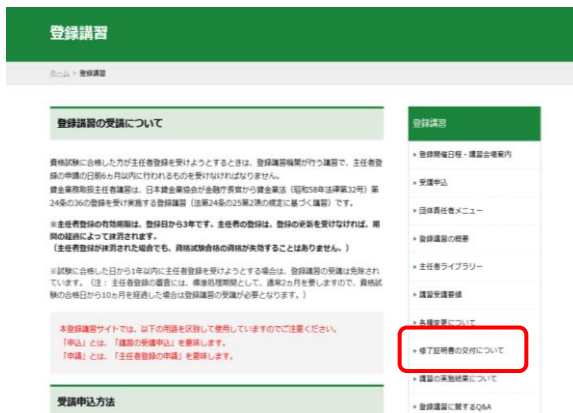 登録講習
ホーム > 登録講習
登録講習の受講について
資格試験に合格した方が主任者登録を受けようとするときは、登録講習機関が行う講習で、主任者登
録の申請の日前6ヵ月以内に行われるものを受けなければなりません。
貸金業務取扱主任者講習は、日本貸金業協会が金融庁長官から貸金業法（昭和58年法律第32号）第
24条の36の登録を受け実施する登録講習（法第24条の25第2項の規定に基づく講習）です。
※主任者登録の有効期限は、登録日から3年です。主任者の登録は、登録の更新を受けなければ、期
間の経過によって抹消されます。
（主任者登録が抹消された場合でも、資格試験合格の資格が失効することはありません。）
※試験に合格した日から1年以内に主任者登録を受けようとする場合は、登録講習の受講は免除され
ています。（注：主任者登録の審査には、標準処理期間として、通常2ヵ月を要しますので、資格試
験の合格日から10ヵ月を経過した場合は登録講習の受講が必要となります。）
本登録講習サイトでは、以下の用語を区別して使用していますのでご注意ください。
「申込」とは、「講習の受講申込」を意味します。
「申請」とは、「主任者登録の申請」を意味します。
受講申込方法
登録講習
登録開催日程・講習会場案内
受講申込
団体責任者メニュー
登録講習の概要
主任者ライブラリー
講習受講要領
各種変更について
修了証明書の交付について
講習の実施結果について
登録講習に関するQ&A